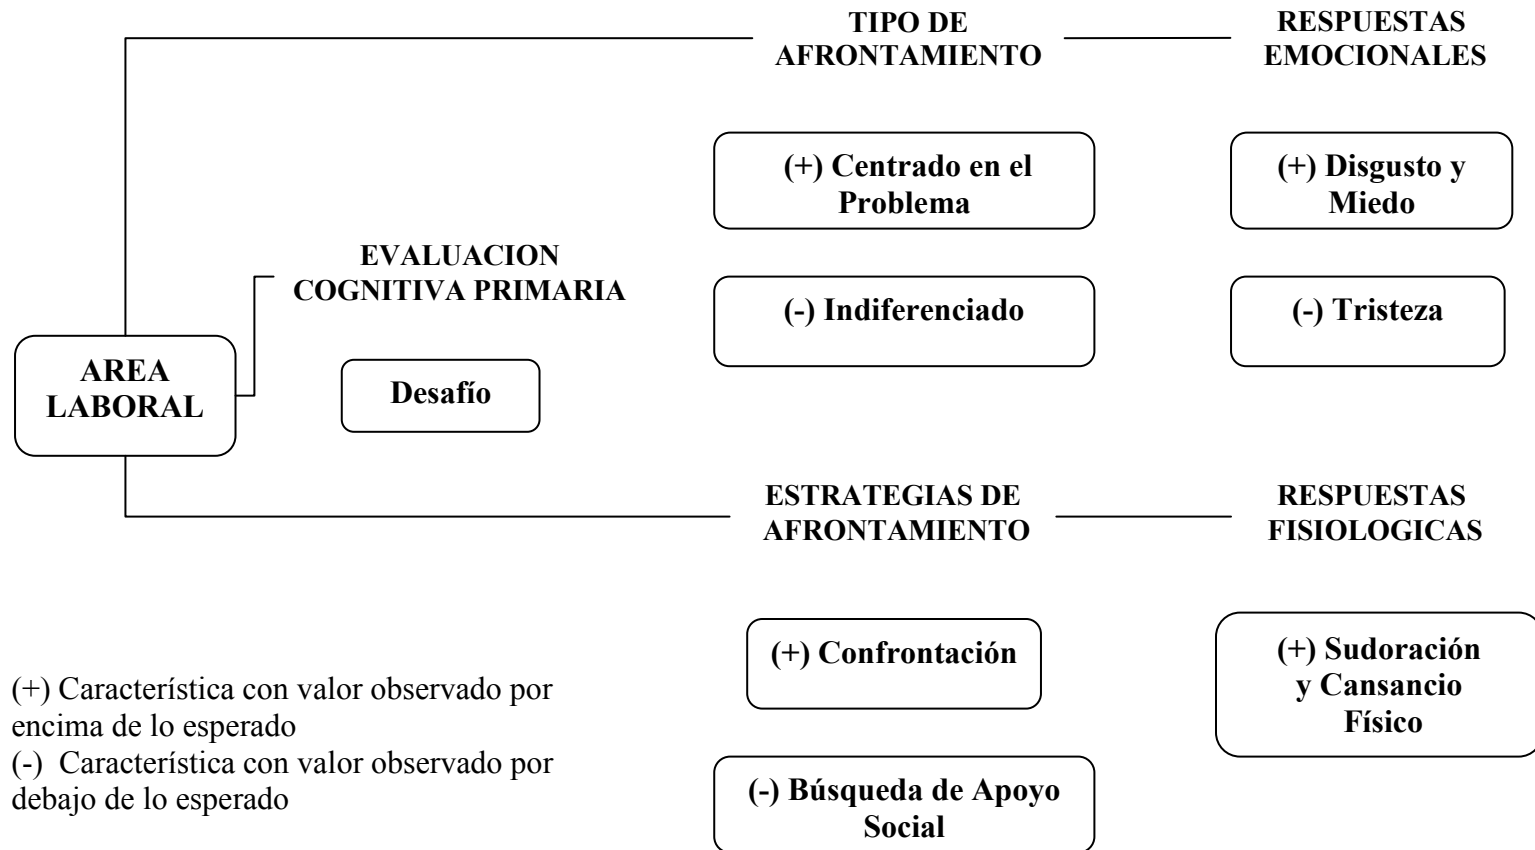 TIPO DE
AFRONTAMIENTO
RESPUESTAS
EMOCIONALES
(+) Centrado en el
Problema
(+) Disgusto y
Miedo
EVALUACION
COGNITIVA PRIMARIA
(-) Indiferenciado
(-) Tristeza
AREA
LABORAL
Desafío
ESTRATEGIAS DE
AFRONTAMIENTO
RESPUESTAS
FISIOLOGICAS
(+) Confrontación
(+) Sudoración
y Cansancio
Físico
(-) Búsqueda de Apoyo
Social
(+) Característica con valor observado por
encima de lo esperado
(-) Característica con valor observado por
debajo de lo esperado